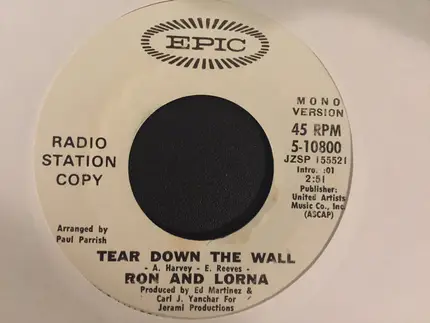 EPIC
RADIO
STATION
COPY
MONO
VERSION
45 RPM
5-10800
JZSP 155521
Intro. :01
2:51
Publisher:
United Artists
Music Co., Inc.
(ASCAP)
Arranged by
Paul Parrish
TEAR DOWN THE WALL
- A. Harvey - E. Reeves -
RON AND LORNA
Produced by Ed Martinez &
Carl J. Yanchar For
Jerami Productions